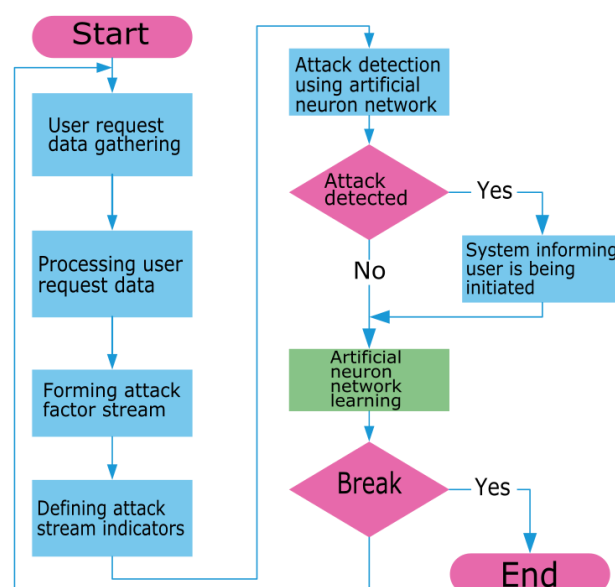 Start
User request
data gathering
Processing user
request data
Forming attack
factor stream
Defining attack
stream indicators
Attack detection
using artificial
neuron network
Attack
detected
Yes
No
System informing
user is being
initiated
Artificial
neuron
network
learning
Break
Yes
End